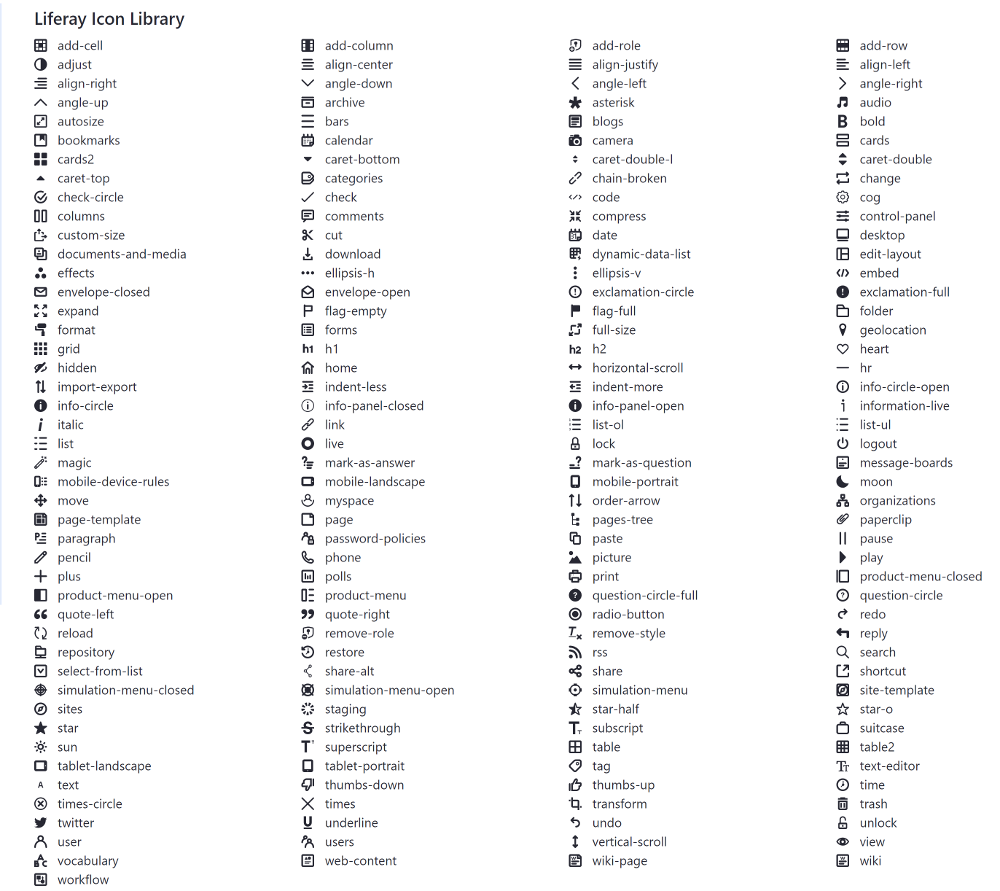 Liferay Icon Library
add-cell add-column add-role add-row
adjust align-center align-justify align-left
align-right angle-down angle-left angle-right
angle-up archive asterisk audio
autosize bars blogs bold
bookmarks calendar camera cards
cards2 caret-bottom caret-double-l caret-double
caret-top categories chain-broken change
check-circle check code cog
columns comments compress control-panel
custom-size cut date desktop
documents-and-media download dynamic-data-list edit-layout
effects ellipsis-h ellipsis-v embed
envelope-closed envelope-open exclamation-circle exclamation-full
expand flag-empty flag-full folder
format forms full-size geolocation
grid h1 h1 h2 h2 heart
hidden home horizontal-scroll hr
import-export indent-less indent-more info-circle-open
info-circle info-panel-closed info-panel-open information-live
italic link list-ol list-ul
list live lock logout
magic mark-as-answer mark-as-question message-boards
mobile-device-rules mobile-landscape mobile-portrait moon
move myspace order-arrow organizations
page-template page pages-tree paperclip
paragraph password-policies paste pause
pencil phone picture play
plus polls print product-menu-closed
product-menu-open product-menu question-circle-full question-circle
quote-left quote-right radio-button redo
reload remove-role remove-style reply
repository restore rss search
select-from-list share-alt share shortcut
simulation-menu-closed simulation-menu-open simulation-menu site-template
sites staging star-half star-o
star strikethrough subscript suitcase
sun superscript table table2
tablet-landscape tablet-portrait tag text-editor
A text thumbs-down thumbs-up time
times-circle times transform trash
twitter underline undo unlock
user users vertical-scroll view
vocabulary web-content wiki-page wiki
workflow